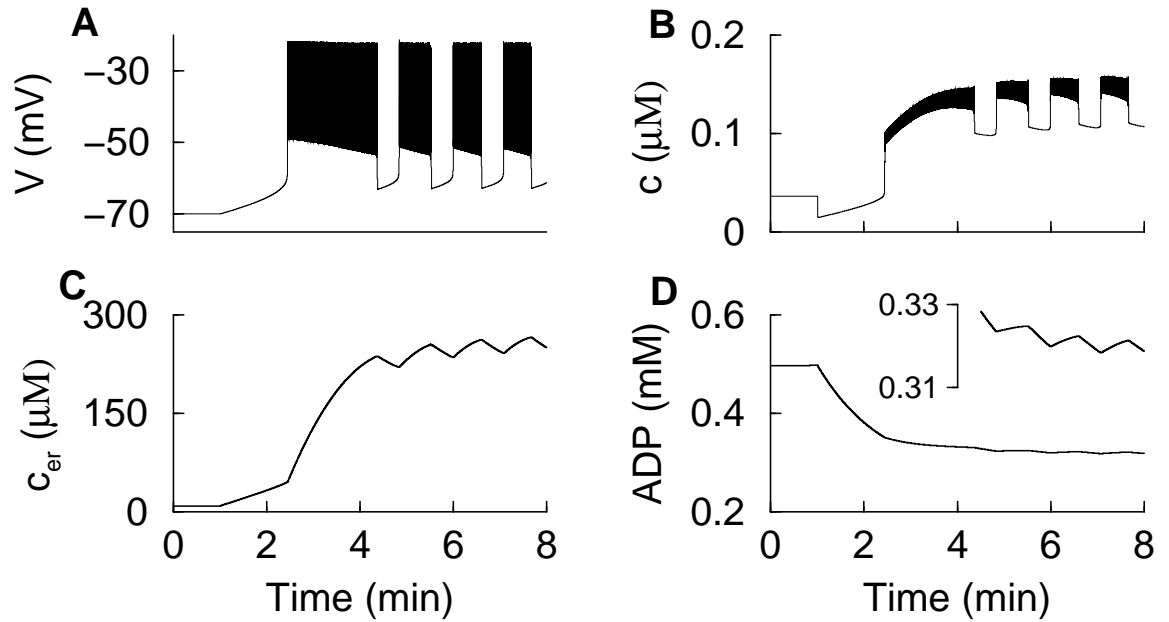 A
V (mV)
−30
−50
−70
B
c (μM)
0.2
0.1
0
C
c_er (μM)
300
150
0
0 2 4 6 8
Time (min)
D
ADP (mM)
0.6
0.4
0.2
0.33
0.31
0 2 4 6 8
Time (min)